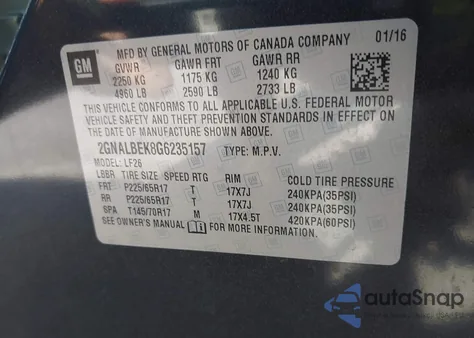 GM
MFD BY GENERAL MOTORS OF CANADA COMPANY 01/16
GVWR GAWR FRT GAWR RR
2250 KG 1175 KG 1240 KG
4960 LB 2590 LB 2733 LB
THIS VEHICLE CONFORMS TO ALL APPLICABLE U.S. FEDERAL MOTOR
VEHICLE SAFETY AND THEFT PREVENTION STANDARDS IN EFFECT ON
THE DATE OF MANUFACTURE SHOWN ABOVE.
2GNALBEK8G6235157 TYPE: M.P.V.
MODEL: LF26
LBBR TIRE SIZE SPEED RTG RIM COLD TIRE PRESSURE
FRT P225/65R17 T 17X7J 240KPA(35PSI)
RR P225/65R17 T 17X7J 240KPA(35PSI)
SPA T145/70R17 M 17X4.5T 420KPA(60PSI)
SEE OWNER'S MANUAL FOR MORE INFORMATION.
autoSnap